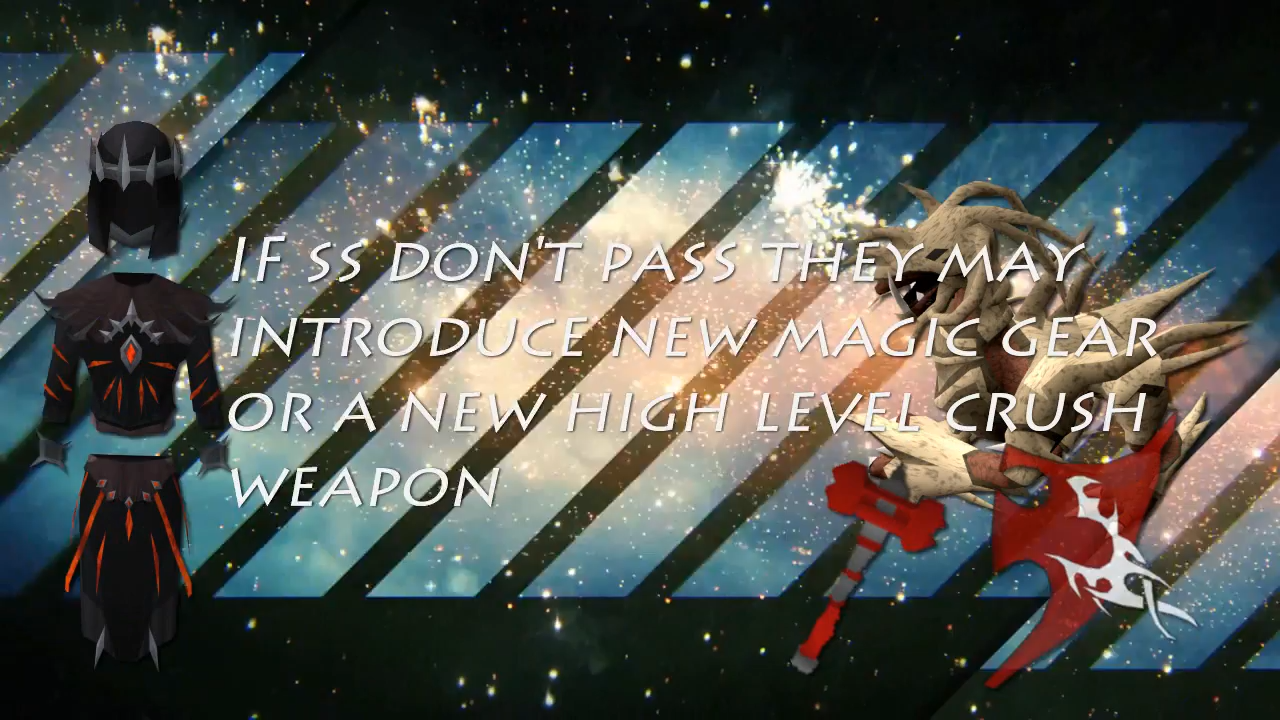 IF SS DON'T PASS THEY MAY
INTRODUCE NEW MAGIC GEAR
OR A NEW HIGH LEVEL CRUSH
WEAPON